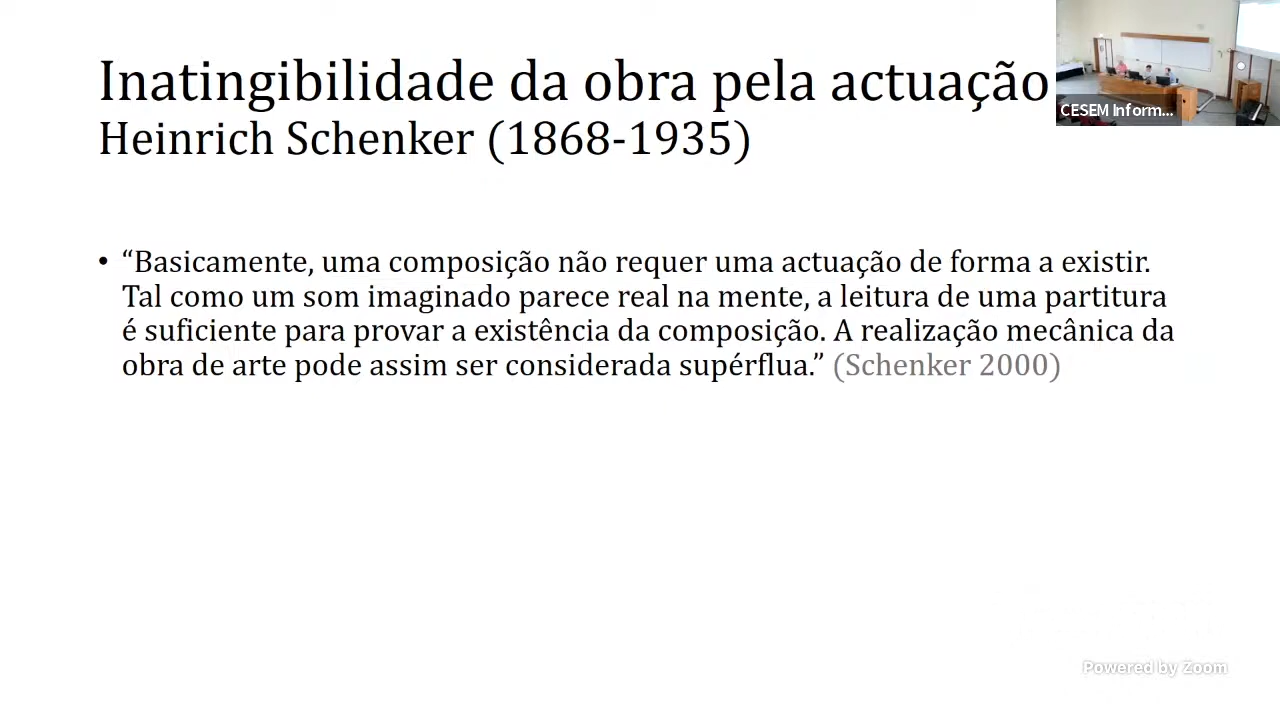 Inatingibilidade da obra pela actuação
Heinrich Schenker (1868-1935)
CESEM Inform...
• “Basicamente, uma composição não requer uma actuação de forma a existir.
Tal como um som imaginado parece real na mente, a leitura de uma partitura
é suficiente para provar a existência da composição. A realização mecânica da
obra de arte pode assim ser considerada supérflua.” (Schenker 2000)
Powered by Zoom